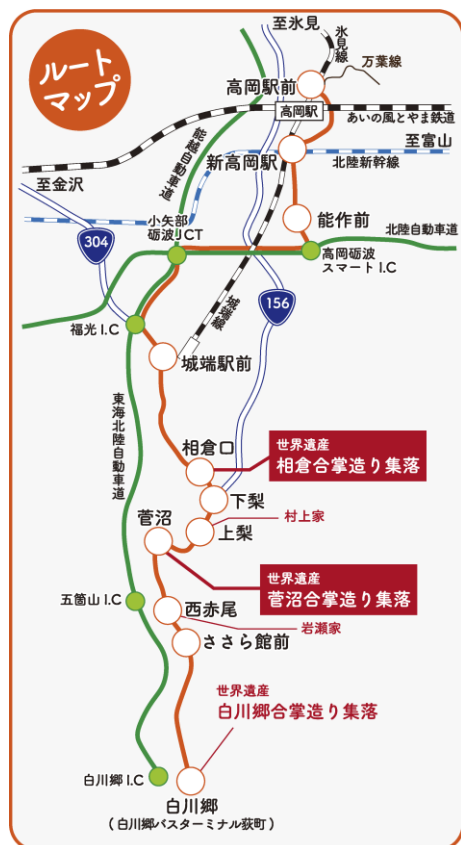 ルート
マップ
至氷見
氷見線
万葉線
高岡駅前
高岡駅
あいの風とやま鉄道
能越自動車道
至富山
新高岡駅
北陸新幹線
至金沢
能作前
小矢部
砺波JCT
北陸自動車道
304
高岡砺波
スマートI.C
156
城端線
福光I.C
城端駅前
東海北陸自動車道
相倉口
世界遺産
相倉合掌造り集落
下梨
村上家
菅沼
上梨
世界遺産
菅沼合掌造り集落
五箇山I.C
西赤尾
岩瀬家
ささら館前
世界遺産
白川郷合掌造り集落
白川郷I.C
白川郷
(白川郷バスターミナル荻町)